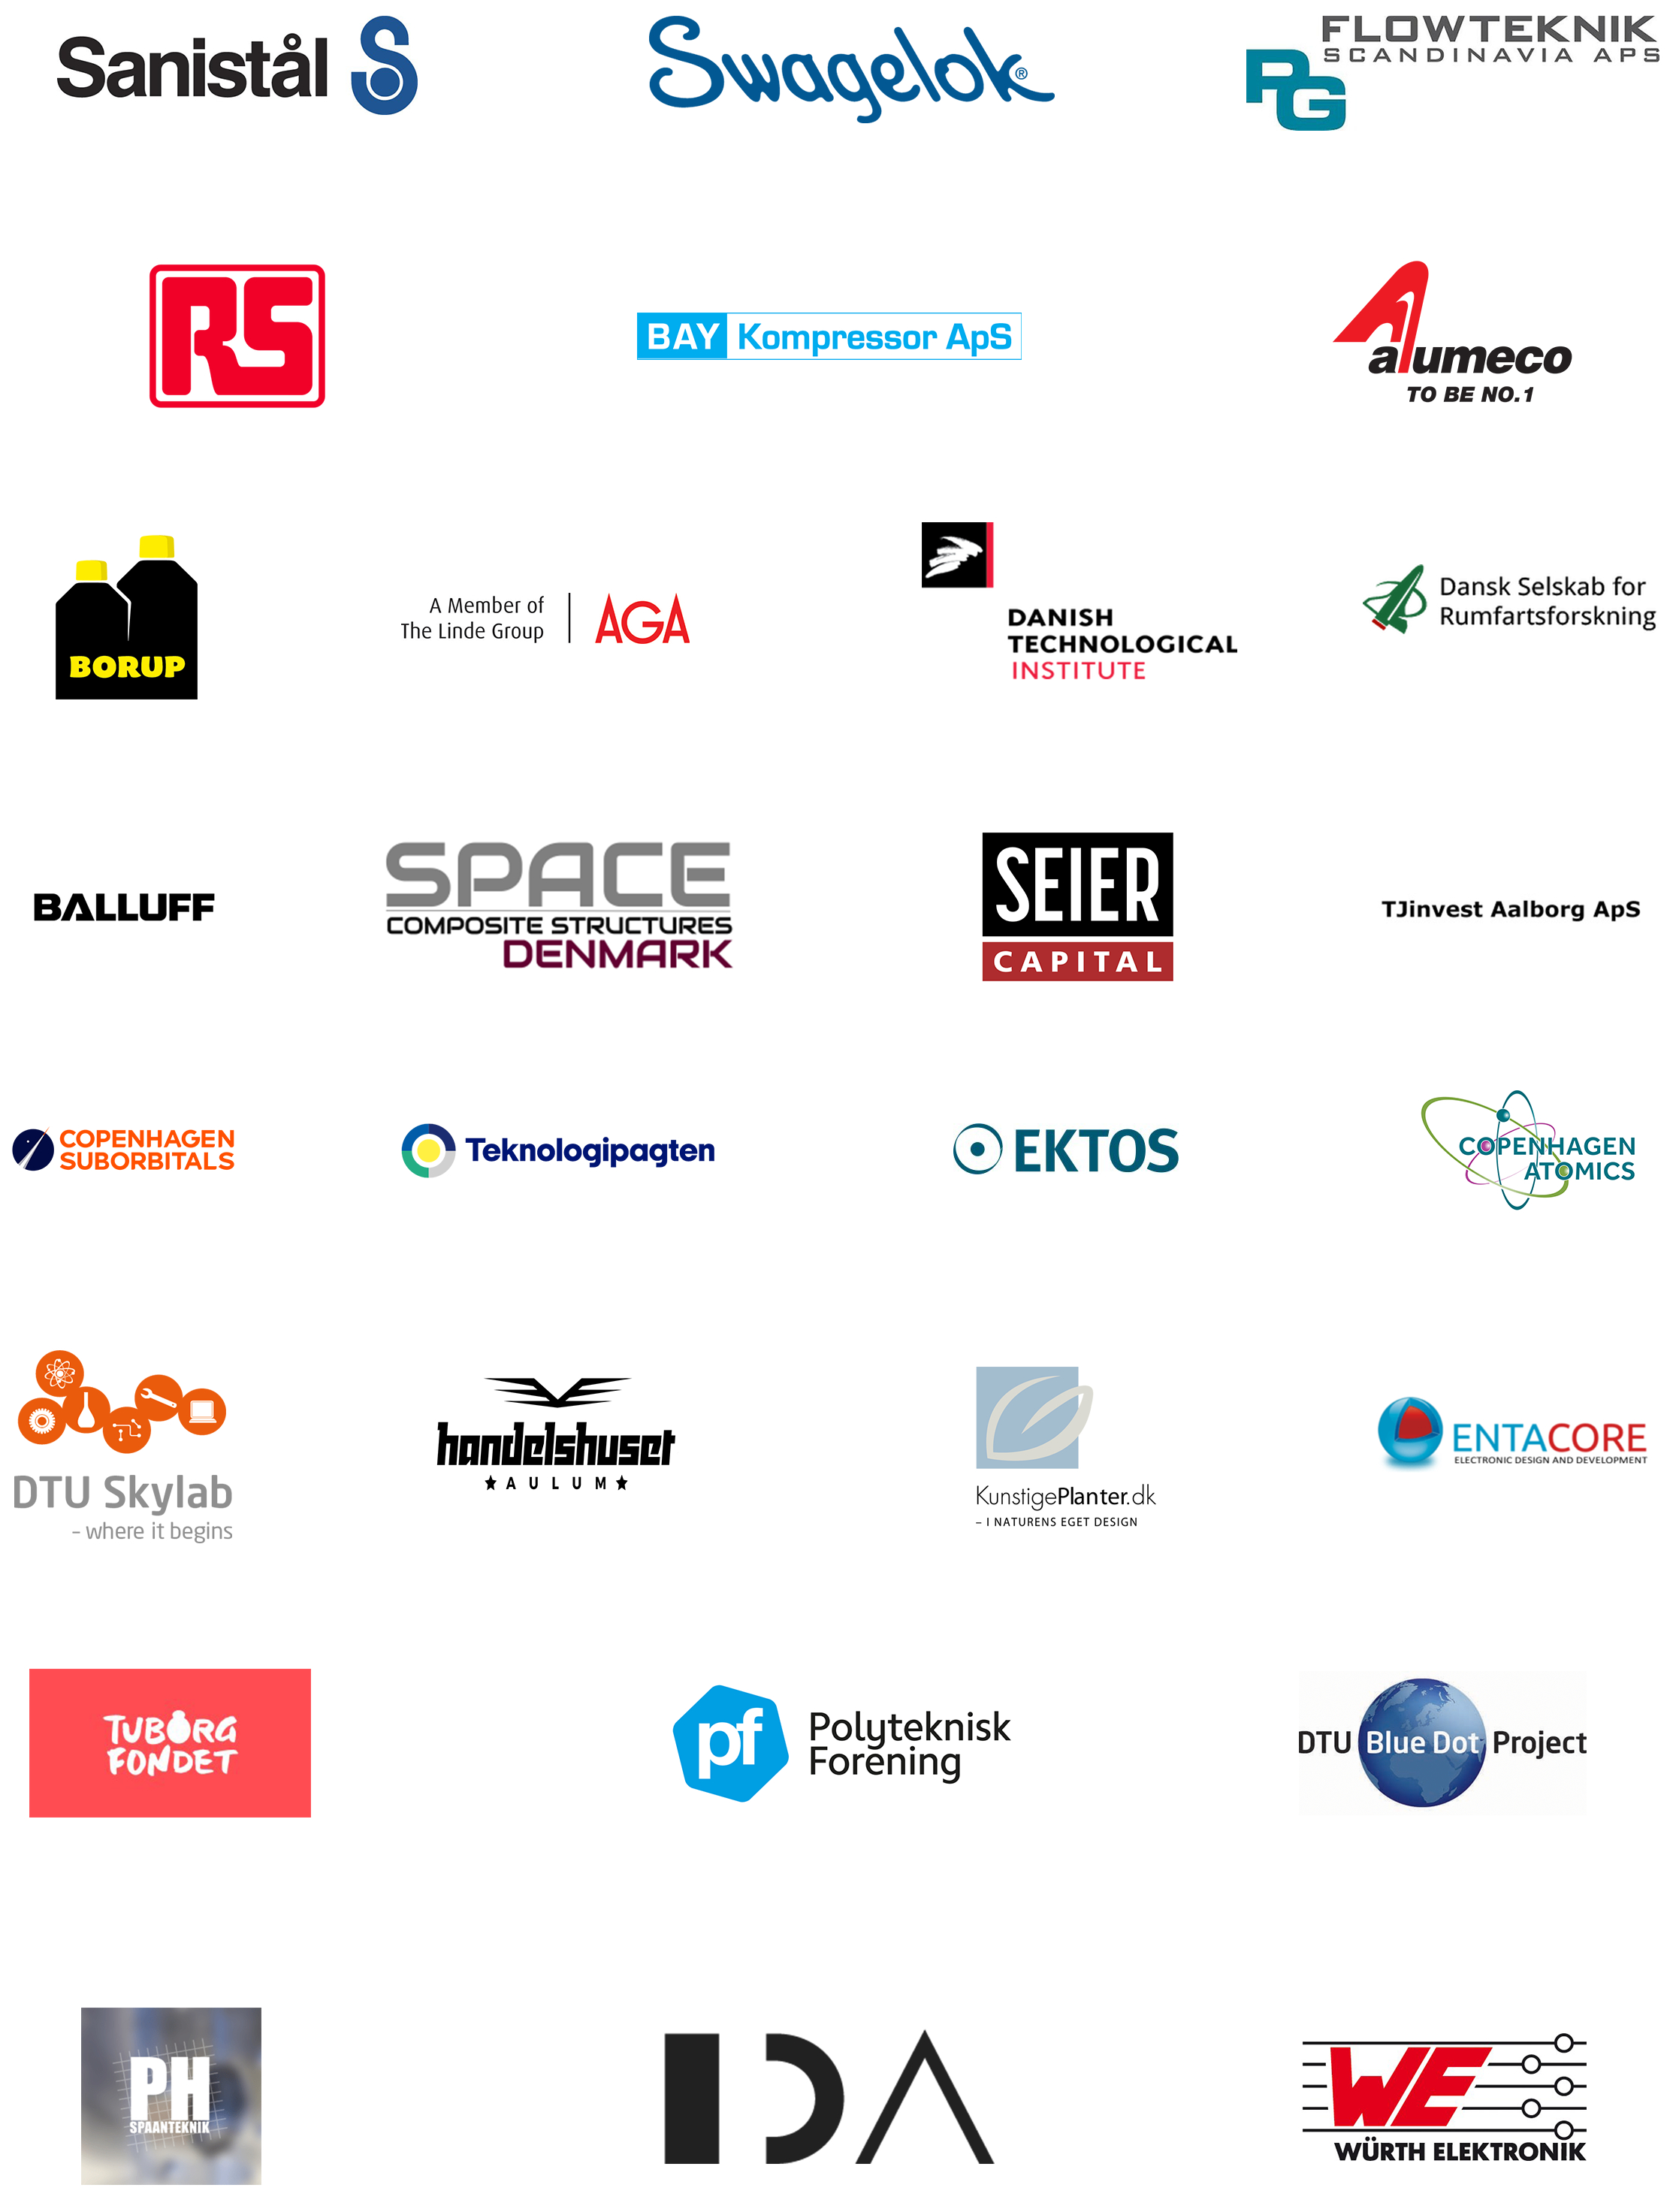 Sanistål
Swagelok®
FLOWTEKNIK
SCANDINAVIA APS
PG
RS
BAY Kompressor ApS
alumeco
TO BE NO.1
BORUP
A Member of
The Linde Group
AGA
DANISH
TECHNOLOGICAL
INSTITUTE
Dansk Selskab for
Rumfartsforskning
BALLUFF
SPACE
COMPOSITE STRUCTURES
DENMARK
SEIER
CAPITAL
TJinvest Aalborg ApS
COPENHAGEN
SUBORBITALS
Teknologipagten
EKTOS
COPENHAGEN
ATOMICS
DTU Skylab
– where it begins
handelshuset
★ AULUM ★
KunstigePlanter.dk
– I NATURENS EGET DESIGN
ENTACORE
ELECTRONIC DESIGN AND DEVELOPMENT
TUBORG
FONDET
pf
Polyteknisk
Forening
DTU Blue Dot Project
PH
SPAANTEKNIK
IDA
WE
WÜRTH ELEKTRONIK